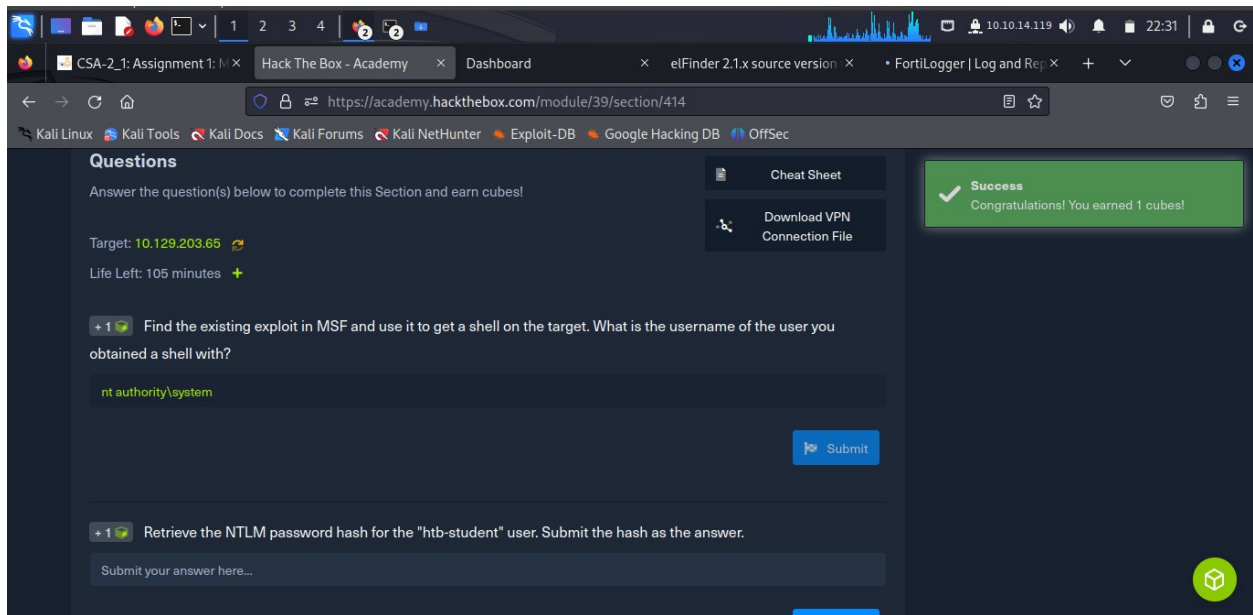 1 2 3 4 2 2 10.10.14.119 22:31
CSA-2_1: Assignment 1: M Hack The Box - Academy Dashboard elFinder 2.1.x source version • FortiLogger | Log and Rep
https://academy.hackthebox.com/module/39/section/414
Kali Linux Kali Tools Kali Docs Kali Forums Kali NetHunter Exploit-DB Google Hacking DB OffSec
Questions
Answer the question(s) below to complete this Section and earn cubes!
Cheat Sheet
Download VPN
Connection File
Success
Congratulations! You earned 1 cubes!
Target: 10.129.203.65
Life Left: 105 minutes +
+ 1 Find the existing exploit in MSF and use it to get a shell on the target. What is the username of the user you
obtained a shell with?
nt authority\system
Submit
+ 1 Retrieve the NTLM password hash for the "htb-student" user. Submit the hash as the answer.
Submit your answer here...